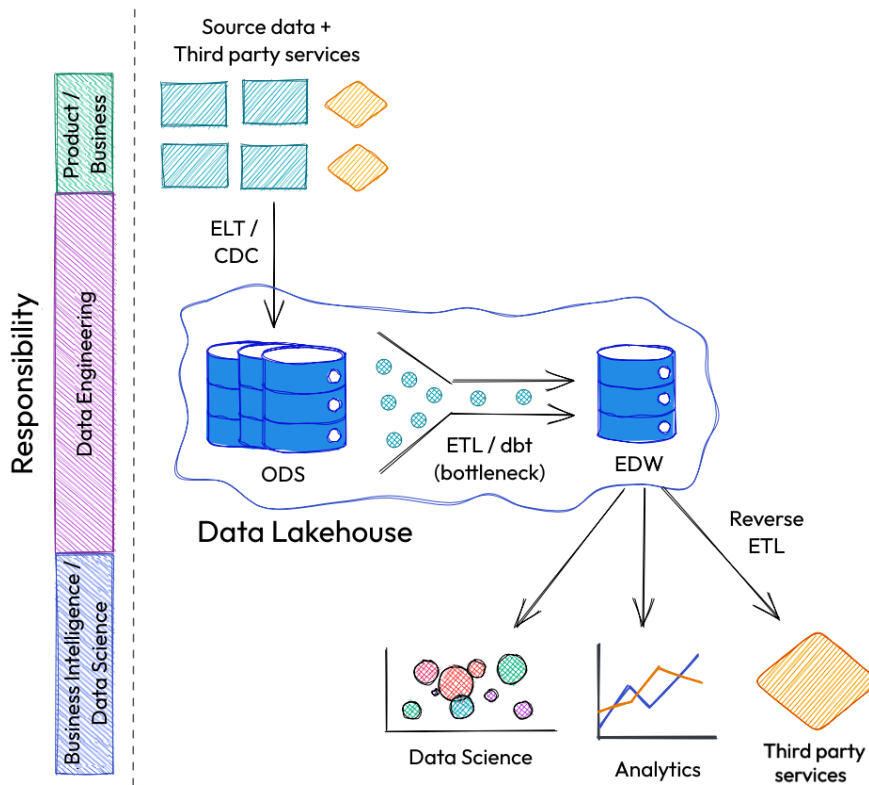 Source data +
Third party services
Responsibility
Product /
Business
Data Engineering
Business Intelligence /
Data Science
ELT /
CDC
ODS
ETL / dbt
(bottleneck)
EDW
Data Lakehouse
Reverse
ETL
Data Science
Analytics
Third party
services